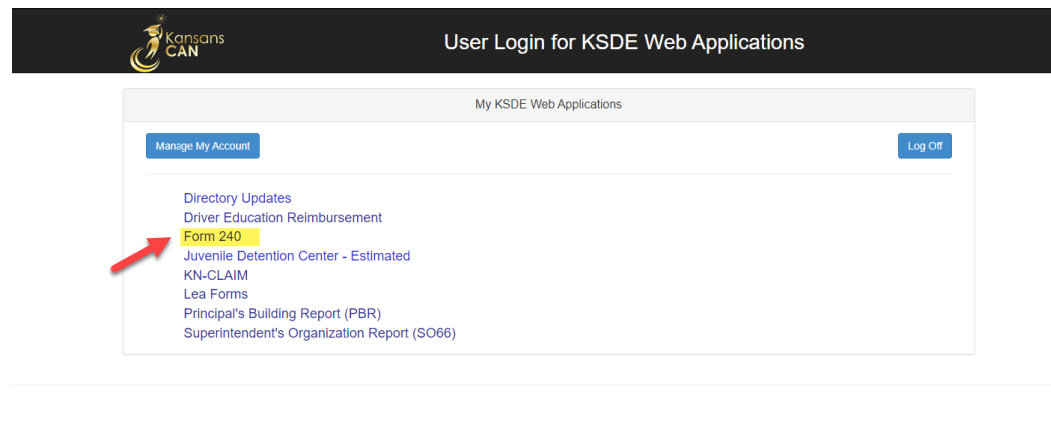 Kansans
CAN
User Login for KSDE Web Applications
My KSDE Web Applications
Manage My Account
Log Off
Directory Updates
Driver Education Reimbursement
Form 240
Juvenile Detention Center - Estimated
KN-CLAIM
Lea Forms
Principal's Building Report (PBR)
Superintendent's Organization Report (SO66)